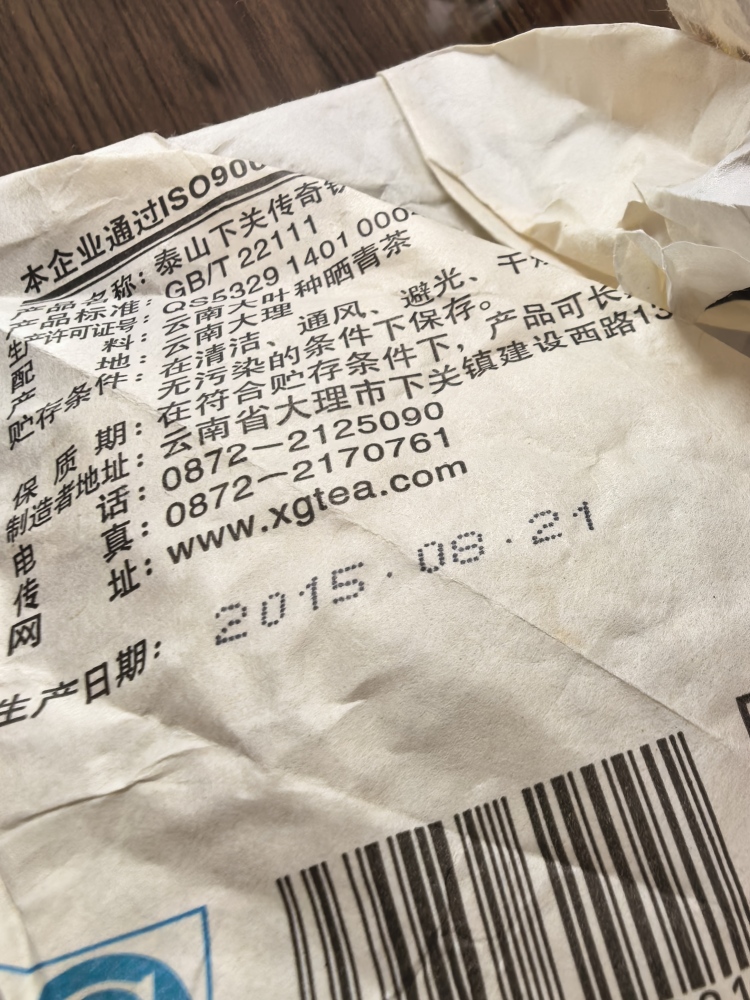 本企业通过ISO900
产品名称：泰山下关传奇
产品标准：GB/T 22111
生产许可证号：QS5329 1401 000
配料：云南大叶种晒青茶
产地：云南大理
贮存条件：在清洁、通风、避光、干
无污染的条件下保存。
保质期：在符合贮存条件下，产品可长
制造者地址：云南省大理市下关镇建设西路13
电话：0872-2125090
传真：0872-2170761
网址：www.xgtea.com
生产日期：2015.08.21